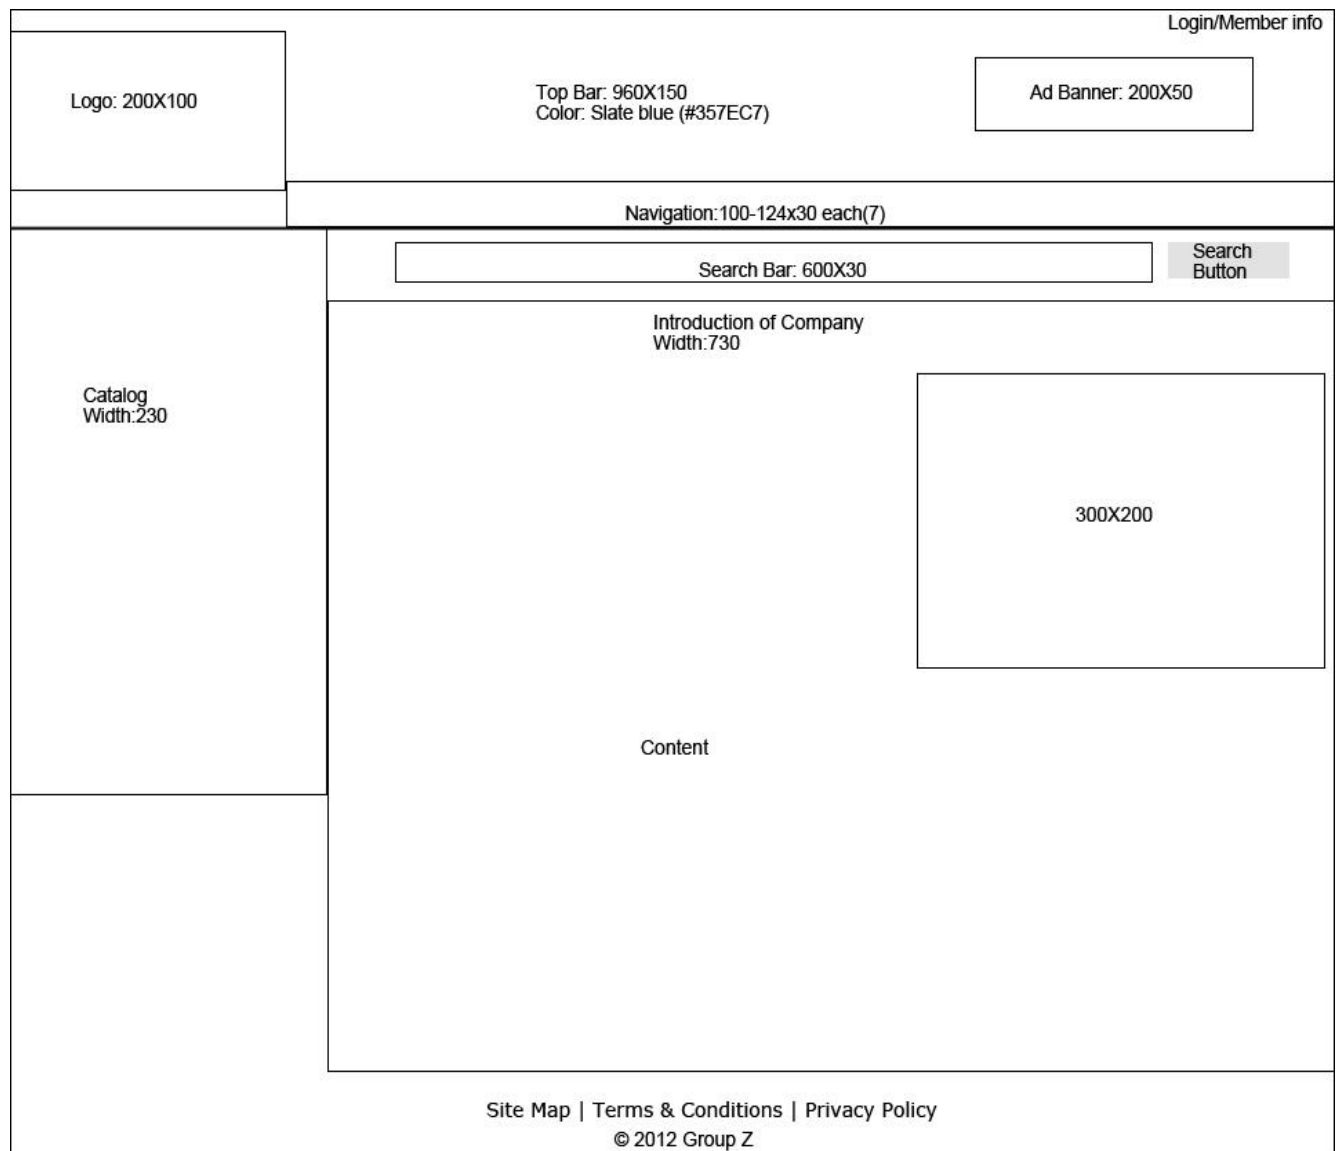 Login/Member info
Logo: 200X100
Top Bar: 960X150
Color: Slate blue (#357EC7)
Ad Banner: 200X50
Navigation:100-124x30 each(7)
Search Bar: 600X30
Search
Button
Introduction of Company
Width:730
Catalog
Width:230
300X200
Content
Site Map | Terms & Conditions | Privacy Policy
© 2012 Group Z